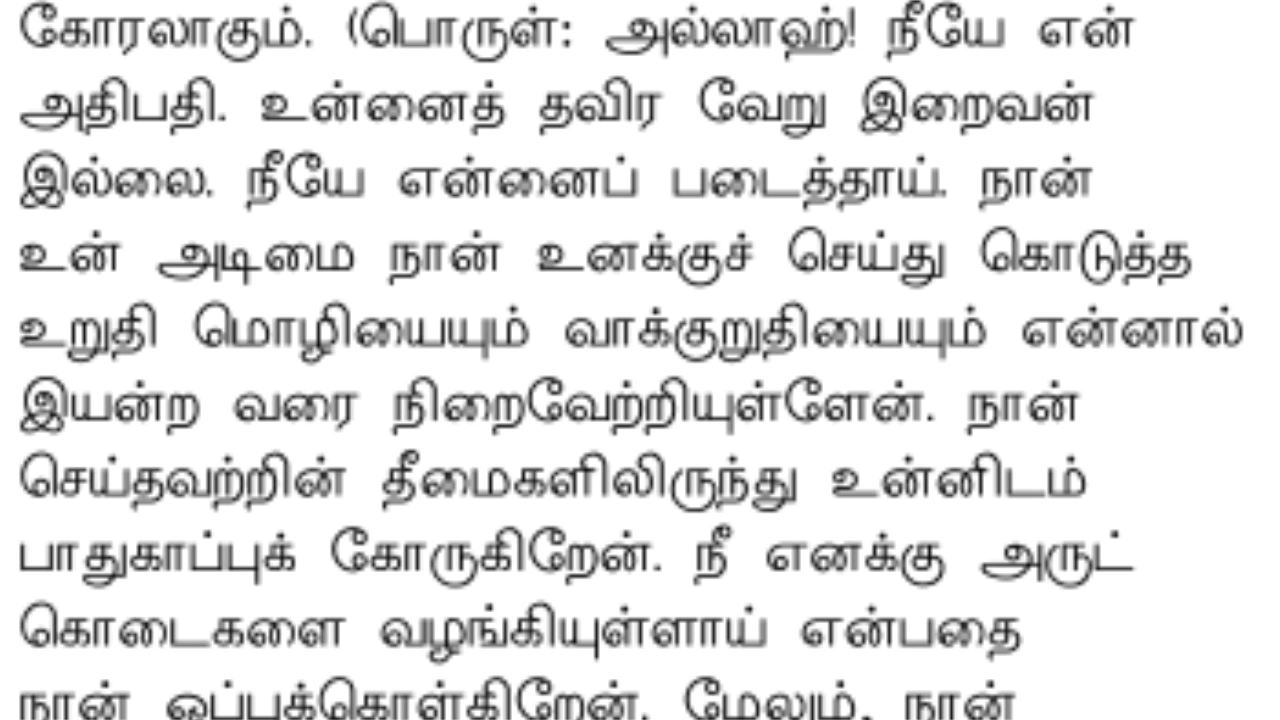 கோரலாகும். (பொருள்: அல்லாஹ்! நீயே என்
அதிபதி. உன்னைத் தவிர வேறு இறைவன்
இல்லை. நீயே என்னைப் படைத்தாய். நான்
உன் அடிமை நான் உனக்குச் செய்து கொடுத்த
உறுதி மொழியையும் வாக்குறுதியையும் என்னால்
இயன்ற வரை நிறைவேற்றியுள்ளேன். நான்
செய்தவற்றின் தீமைகளிலிருந்து உன்னிடம்
பாதுகாப்புக் கோருகிறேன். நீ எனக்கு அருட்
கொடைகளை வழங்கியுள்ளாய் என்பதை
நான் ஒப்புக்கொள்கிறேன். மேலும், நான்